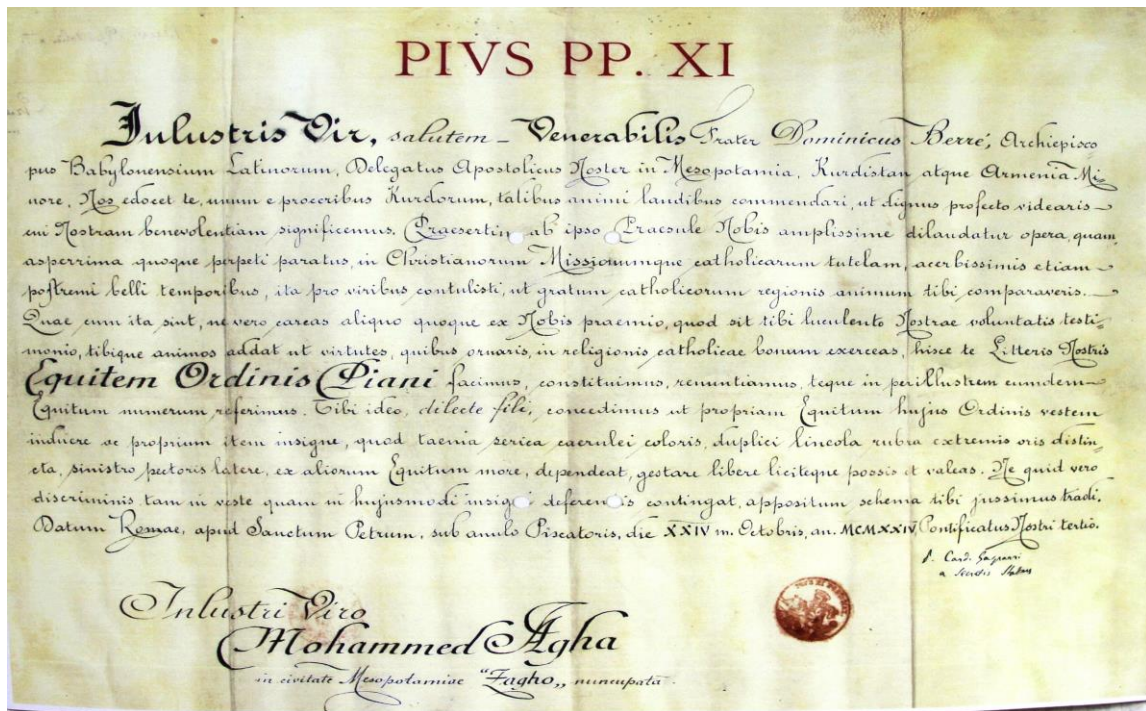 PIVS PP. XI
Inlustris Vir, salutem - Venerabilis Frater Dominicus Berré, Archiepisco
pus Babylonensium Latinorum, Delegatus Apostolicus Noster in Mesopotamia, Kurdistan atque Armenia Mi=
nore, Nos edocet te, unum e proceribus Kurdorum, talibus animi laudibus commendari, ut dignus profecto videaris
cui Nostram benevolentiam significemus. Praesertim ab ipso Praesule Nobis amplissime dilaudatur opera, quam,
asperrima quoque perpeti paratus, in Christianorum Missionumque catholicarum tutelam, acerbissimis etiam
postremi belli temporibus, ita pro viribus contulisti, ut gratum catholicorum regionis animum tibi comparaveris.
Quae cum ita sint, ne vero careas aliquo quoque ex Nobis praemio, quod sit tibi luculento Nostrae voluntatis testi=
monio, tibique animos addat ut virtutes, quibus ornaris, in religionis catholicae bonum exerceas, hisce te Litteris Nostris
Equitem Ordinis Piani facimus, constituimus, renuntiamus, teque in perillustrem eumdem
Equitum numerum referimus. Tibi ideo, dilecte fili, concedimus ut propriam Equitum hujus Ordinis vestem
induere ac proprium item insigne, quod taenia serica caerulei coloris, duplici lineola rubra extremis oris distin
cta, sinistro pectoris latere, ex aliorum Equitum more, dependeat, gestare libere liciteque possis et valeas. Ne quid vero
discriminis tam in veste quam in hujusmodi deferendis contingat, appositum schema tibi jussimus tradi.
Datum Romae, apud Sanctum Petrum, sub anulo Piscatoris, die XXIV m. Octobris, an. MCMXXIV, Pontificatus Nostri tertio.
P. Card. Gasparri
a Secretis Status
Inlustri Viro
Mohammed Agha
in civitate Mesopotamiae "Zagho„ nuncupata.